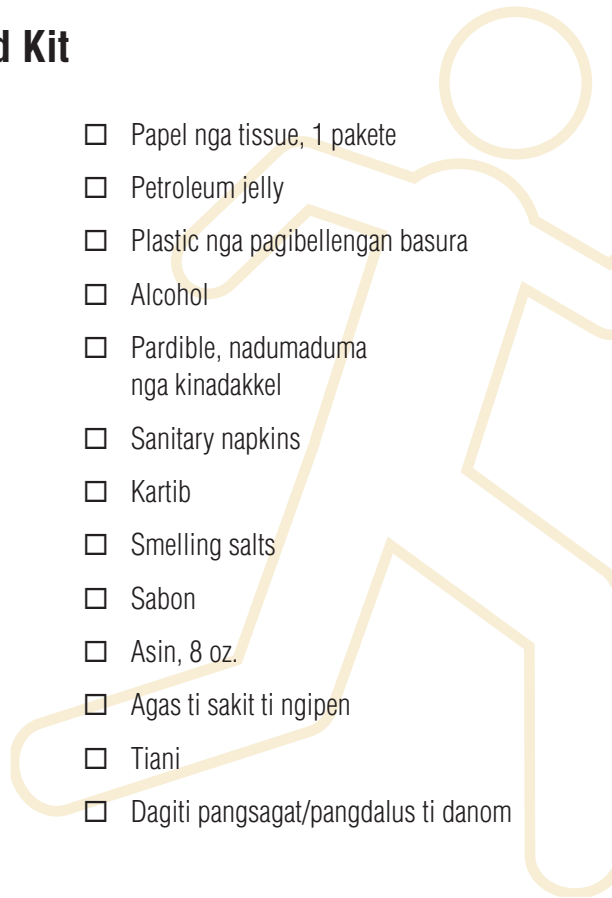 Kit
☐ Papel nga tissue, 1 pakete
☐ Petroleum jelly
☐ Plastic nga pagibellengan basura
☐ Alcohol
☐ Pardible, nadumaduma
nga kinadakkel
☐ Sanitary napkins
☐ Kartib
☐ Smelling salts
☐ Sabon
☐ Asin, 8 oz.
☐ Agas ti sakit ti ngipen
☐ Tiani
☐ Dagiti pangsagat/pangdalus ti danom